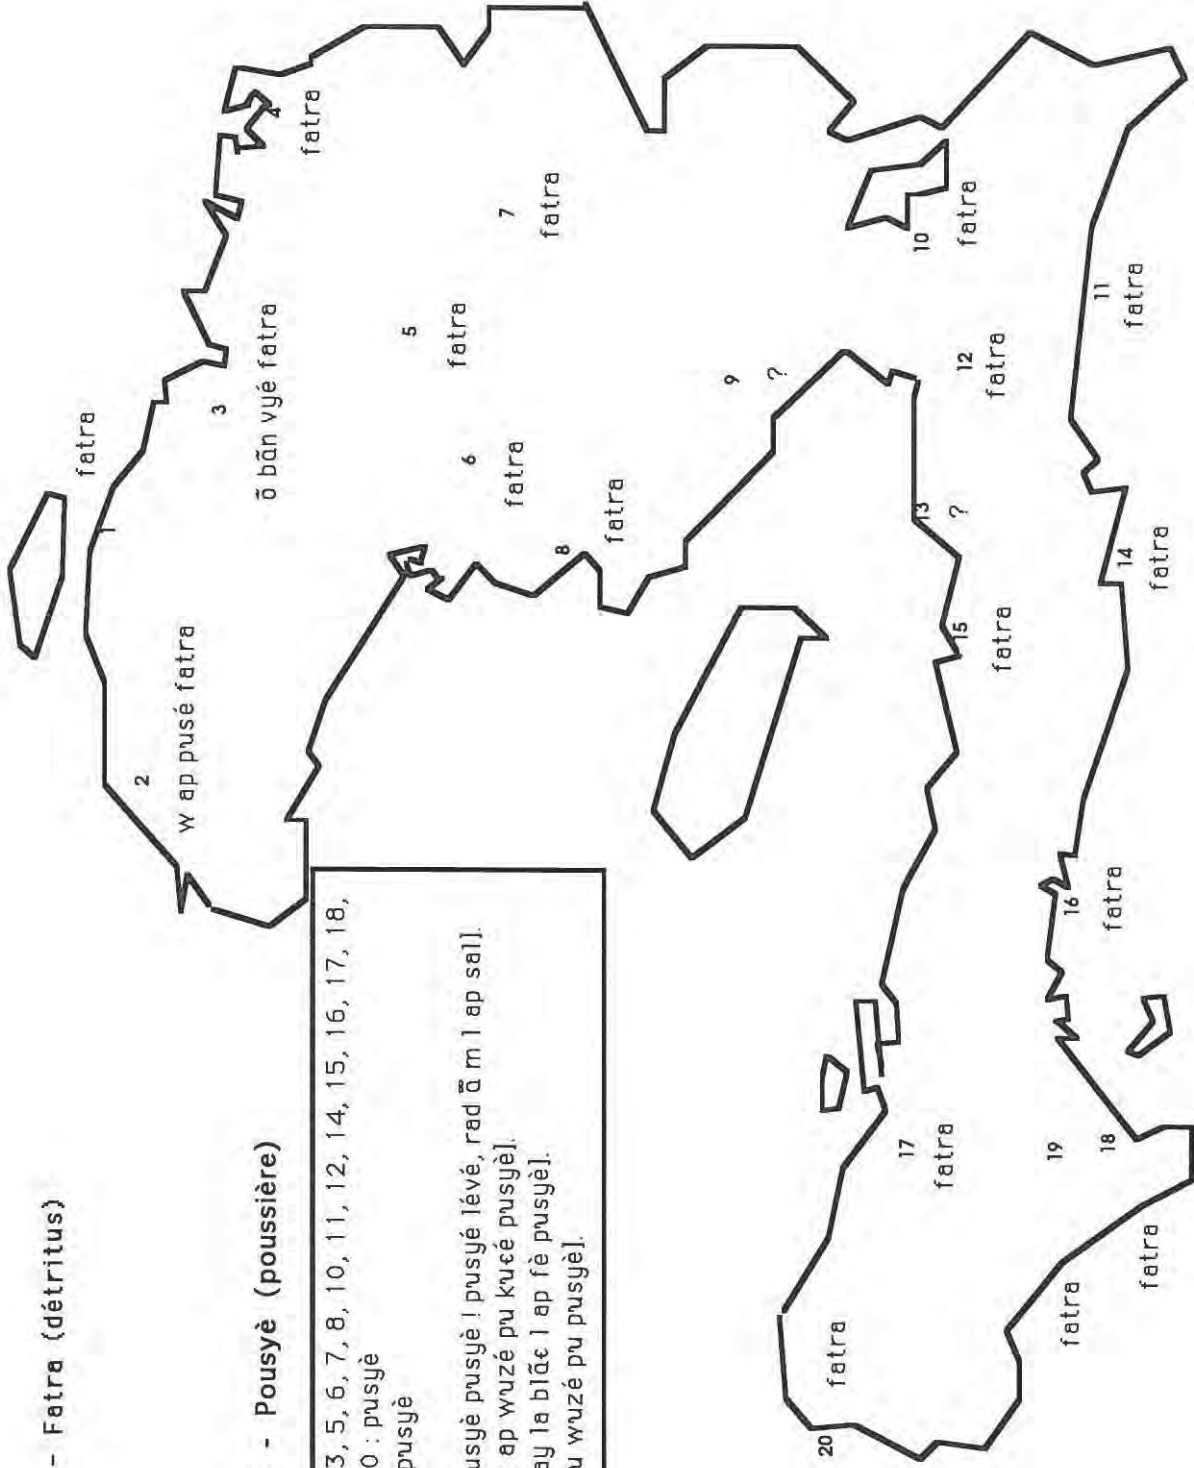 - Fatra (détritus)
- Pousyè (poussière)
3, 5, 6, 7, 8, 10, 11, 12, 14, 15, 16, 17, 18,
0 : pusyè
pusyè
usyè pusyè ! pusyé lévé, rad ã m l ap sal].
ap wuzé pu kuɛé pusyè].
ay la blãɛ l ap fè pusyè].
u wuzé pu pusyè].
1
fatra
2
w ap pusé fatra
3
õ bãn vyé fatra
4
fatra
5
fatra
6
fatra
7
fatra
8
fatra
9
?
10
fatra
11
fatra
12
fatra
13
?
14
fatra
15
fatra
16
fatra
17
fatra
18
fatra
19
fatra
20
fatra